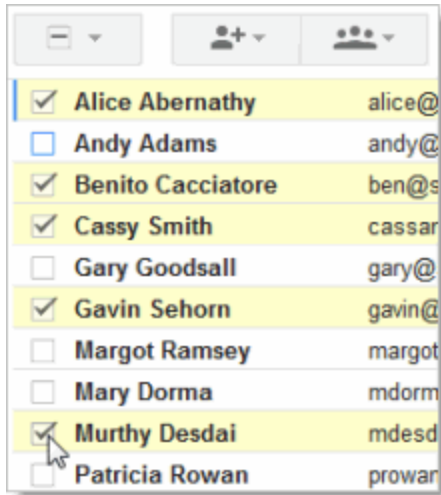 Alice Abernathy alice@
Andy Adams andy@
Benito Cacciatore ben@s
Cassy Smith cassar
Gary Goodsall gary@
Gavin Sehorn gavin@
Margot Ramsey margot
Mary Dorma mdorm
Murthy Desdai mdesd
Patricia Rowan prowan